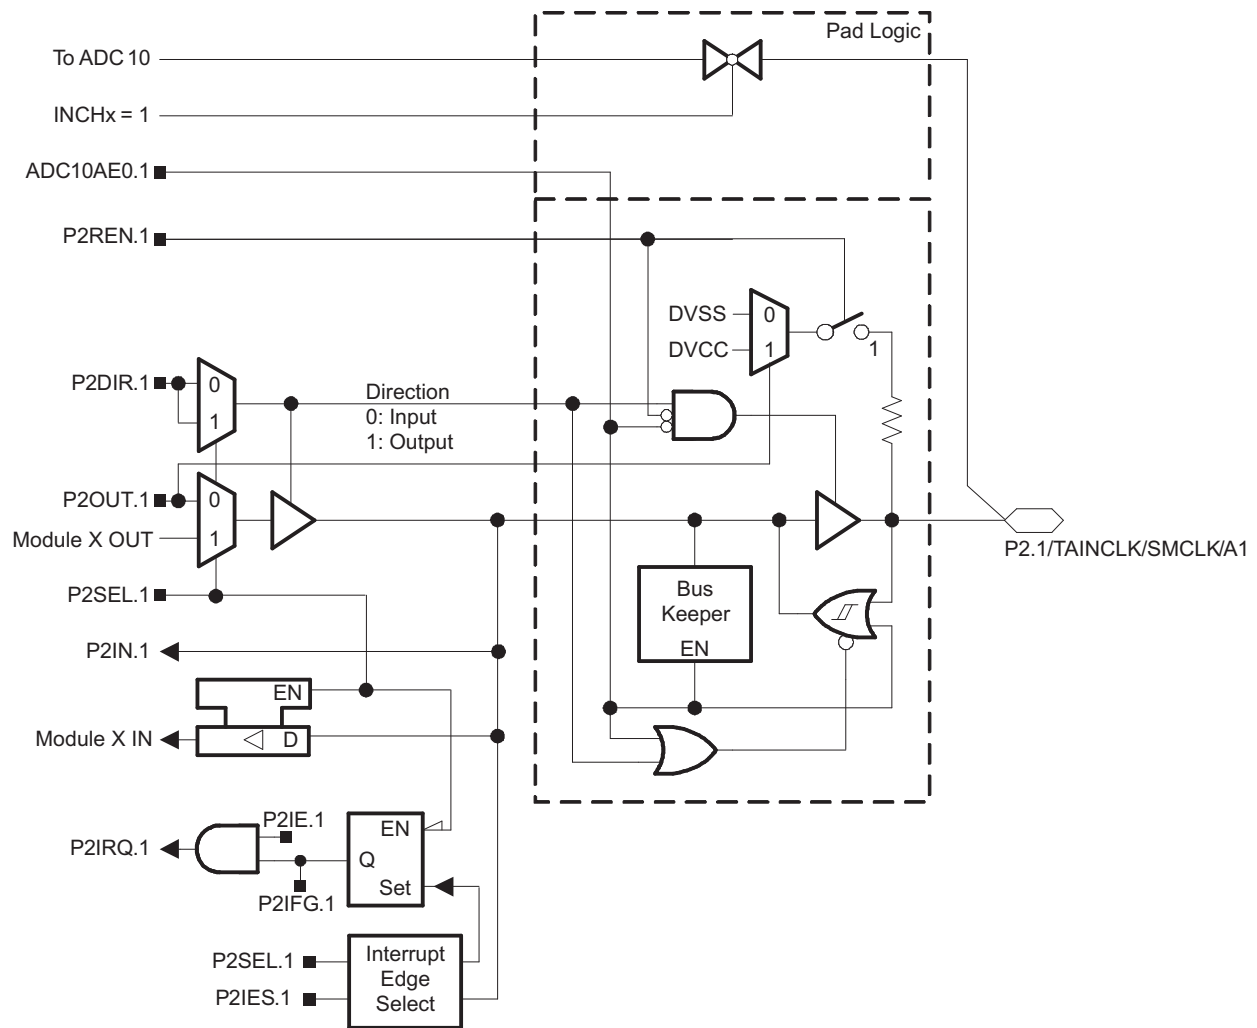 Pad Logic
To ADC 10
INCHx = 1
ADC10AE0.1
P2REN.1
DVSS
0
DVCC
1
1
P2DIR.1
0
1
Direction
0: Input
1: Output
P2OUT.1
0
Module X OUT
1
P2.1/TAINCLK/SMCLK/A1
P2SEL.1
Bus
Keeper
EN
P2IN.1
EN
Module X IN
D
P2IE.1
EN
P2IRQ.1
Q
Set
P2IFG.1
P2SEL.1
P2IES.1
Interrupt
Edge
Select